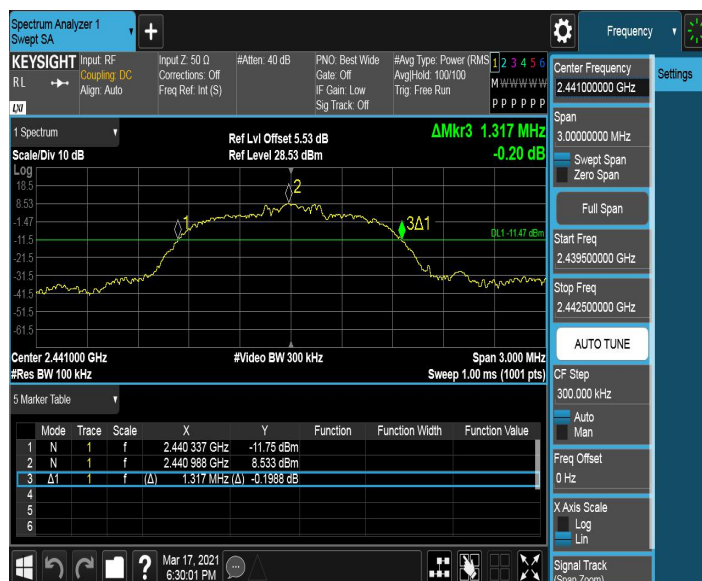 Spectrum Analyzer 1
Swept SA
+
Frequency
KEYSIGHT
RL
LXI
Input: RF
Coupling: DC
Align: Auto
Input Z: 50 Ω
Corrections: Off
Freq Ref: Int (S)
#Atten: 40 dB
PNO: Best Wide
Gate: Off
IF Gain: Low
Sig Track: Off
#Avg Type: Power (RMS
Avg|Hold: 100/100
Trig: Free Run
1 2 3 4 5 6
M W W W W W
P P P P P P
Center Frequency
2.441000000 GHz
Settings
Span
3.00000000 MHz
Swept Span
Zero Span
Full Span
Start Freq
2.439500000 GHz
Stop Freq
2.442500000 GHz
AUTO TUNE
CF Step
300.000 kHz
Auto
Man
Freq Offset
0 Hz
X Axis Scale
Log
Lin
Signal Track
(Span Zoom)
1 Spectrum
Scale/Div 10 dB
Ref Lvl Offset 5.53 dB
Ref Level 28.53 dBm
ΔMkr3 1.317 MHz
-0.20 dB
Log
18.5
8.53
-1.47
-11.5
-21.5
-31.5
-41.5
-51.5
-61.5
1
2
3Δ1
DL1 -11.47 dBm
Center 2.441000 GHz
#Res BW 100 kHz
#Video BW 300 kHz
Span 3.000 MHz
Sweep 1.00 ms (1001 pts)
5 Marker Table
Mode Trace Scale X Y Function Function Width Function Value
1 N 1 f 2.440 337 GHz -11.75 dBm
2 N 1 f 2.440 988 GHz 8.533 dBm
3 Δ1 1 f (Δ) 1.317 MHz (Δ) -0.1988 dB
4
5
6
?
Mar 17, 2021
6:30:01 PM